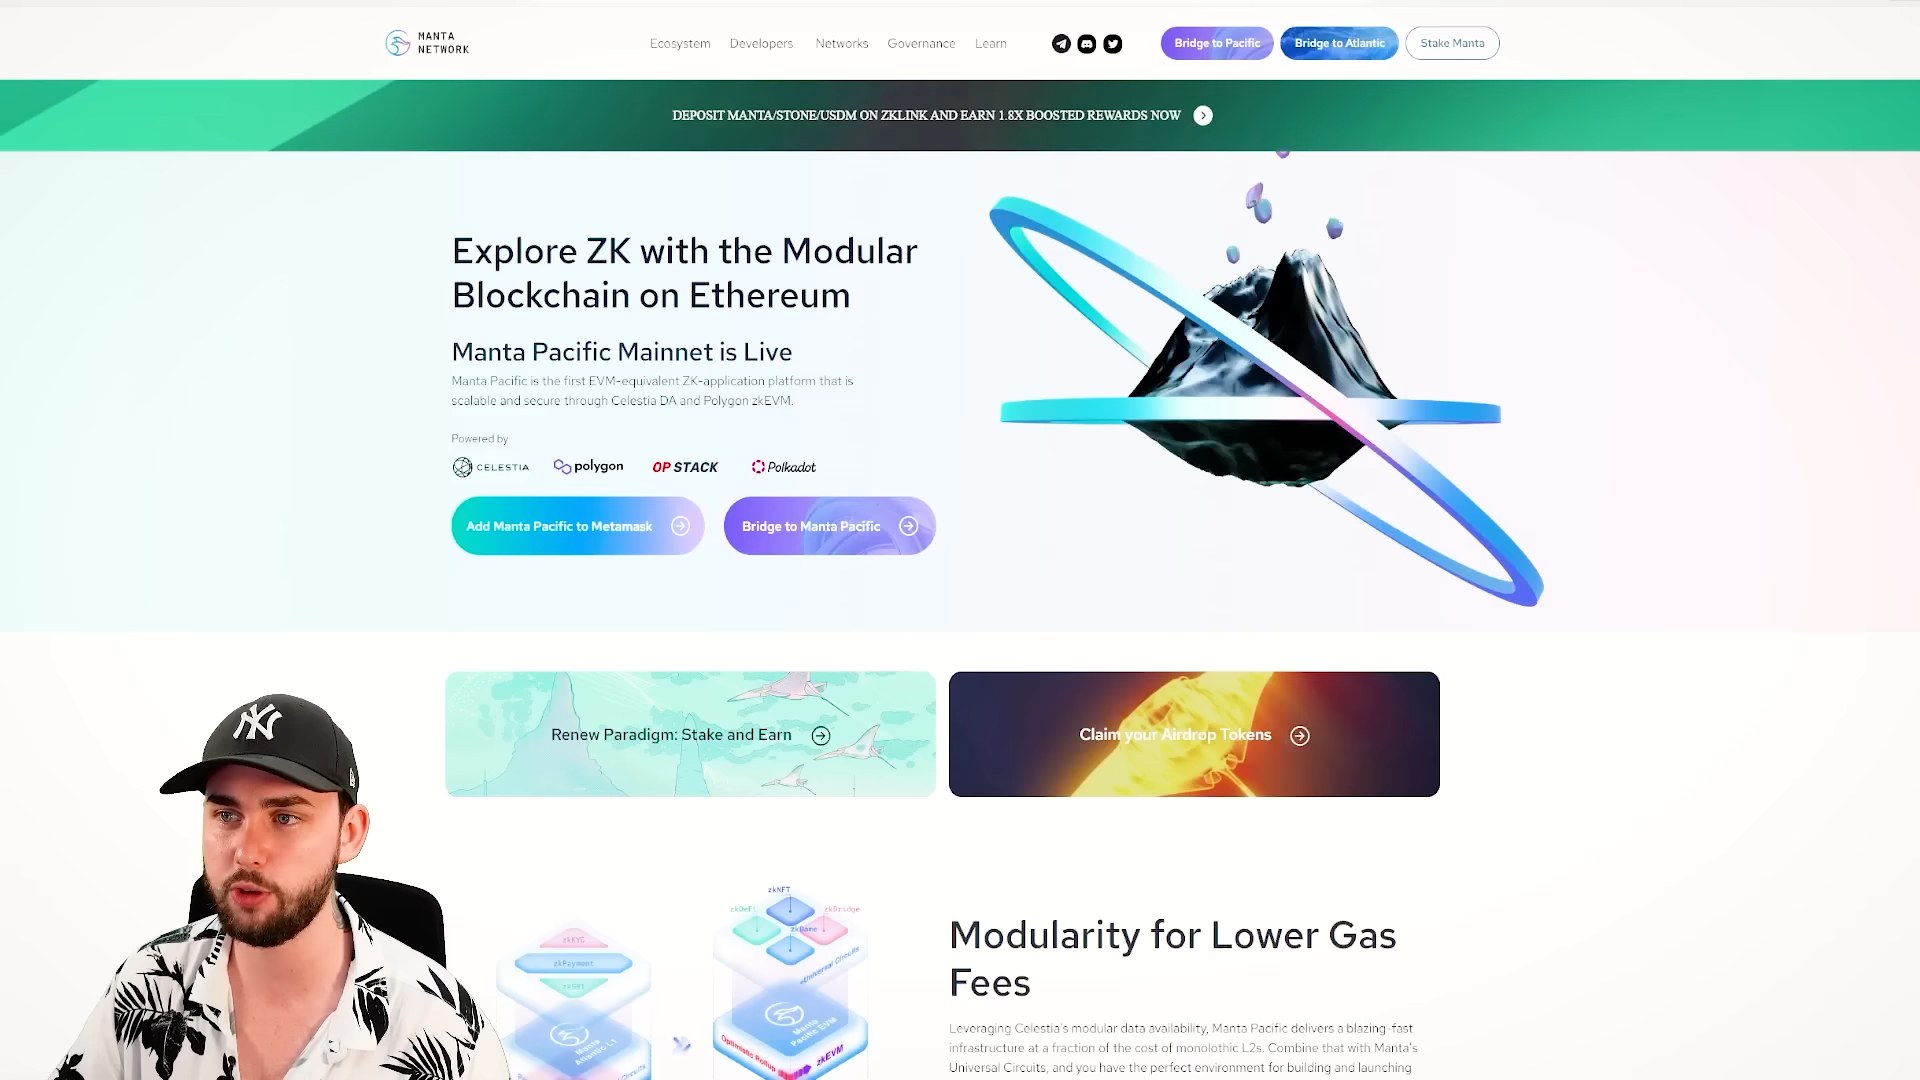 MANTA
NETWORK
Ecosystem
Developers
Networks
Governance
Learn
Bridge to Pacific
Bridge to Atlantic
Stake Manta
DEPOSIT MANTA/STONE/USDM ON ZKLINK AND EARN 1.8X BOOSTED REWARDS NOW
Explore ZK with the Modular
Blockchain on Ethereum
Manta Pacific Mainnet is Live
Manta Pacific is the first EVM-equivalent ZK-application platform that is
scalable and secure through Celestia DA and Polygon zkEVM.
Powered by
CELESTIA
polygon
OP STACK
Polkadot
Add Manta Pacific to Metamask
Bridge to Manta Pacific
Renew Paradigm: Stake and Earn
Claim your Airdrop Tokens
NY
zkNFT
zkDeFi
zkBridge
zkGame
Universal Circuits
Manta
Pacific EVM
Optimistic Rollup
zkEVM
zkKYC
zkPayment
zkSBT
Manta
Atlantic L1
Modularity for Lower Gas
Fees
Leveraging Celestia's modular data availability, Manta Pacific delivers a blazing-fast
infrastructure at a fraction of the cost of monolothic L2s. Combine that with Manta's
Universal Circuits, and you have the perfect environment for building and launching